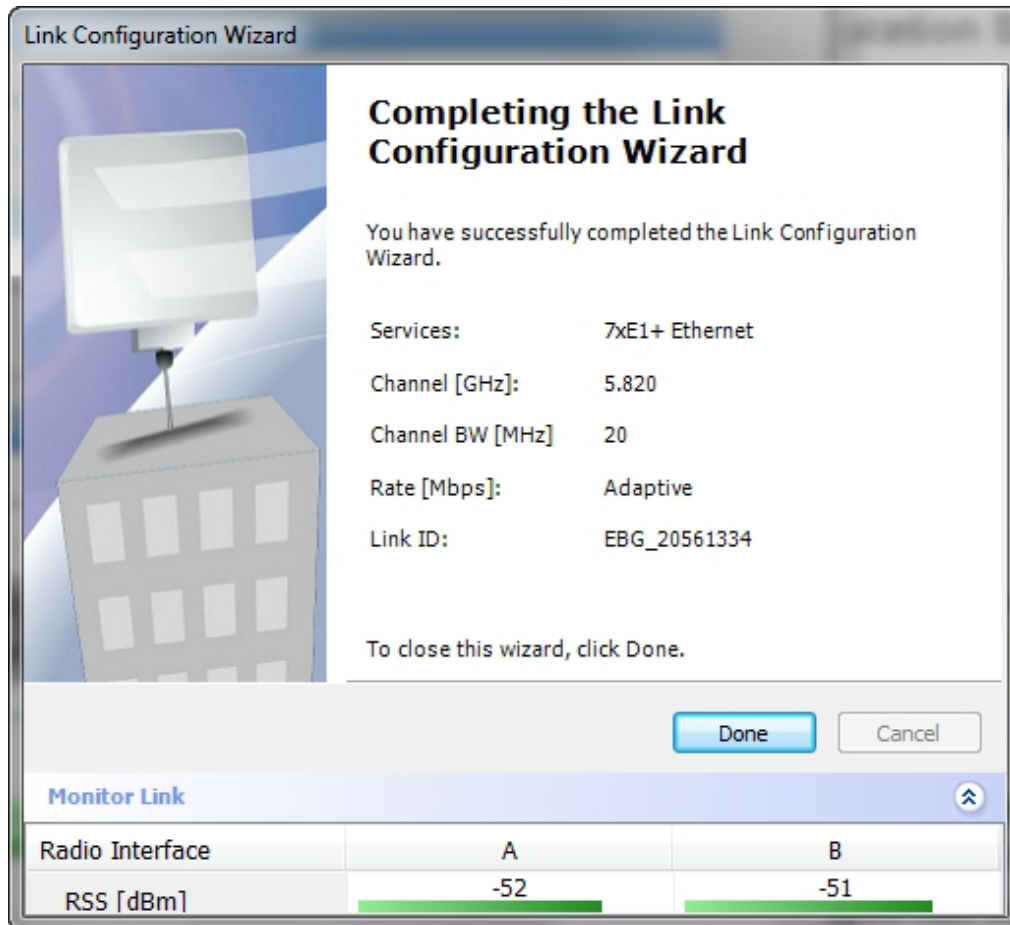 Link Configuration Wizard
Completing the Link
Configuration Wizard
You have successfully completed the Link Configuration
Wizard.
Services: 7xE1+ Ethernet
Channel [GHz]: 5.820
Channel BW [MHz] 20
Rate [Mbps]: Adaptive
Link ID: EBG_20561334
To close this wizard, click Done.
Done Cancel
Monitor Link
Radio Interface A B
RSS [dBm] -52 -51